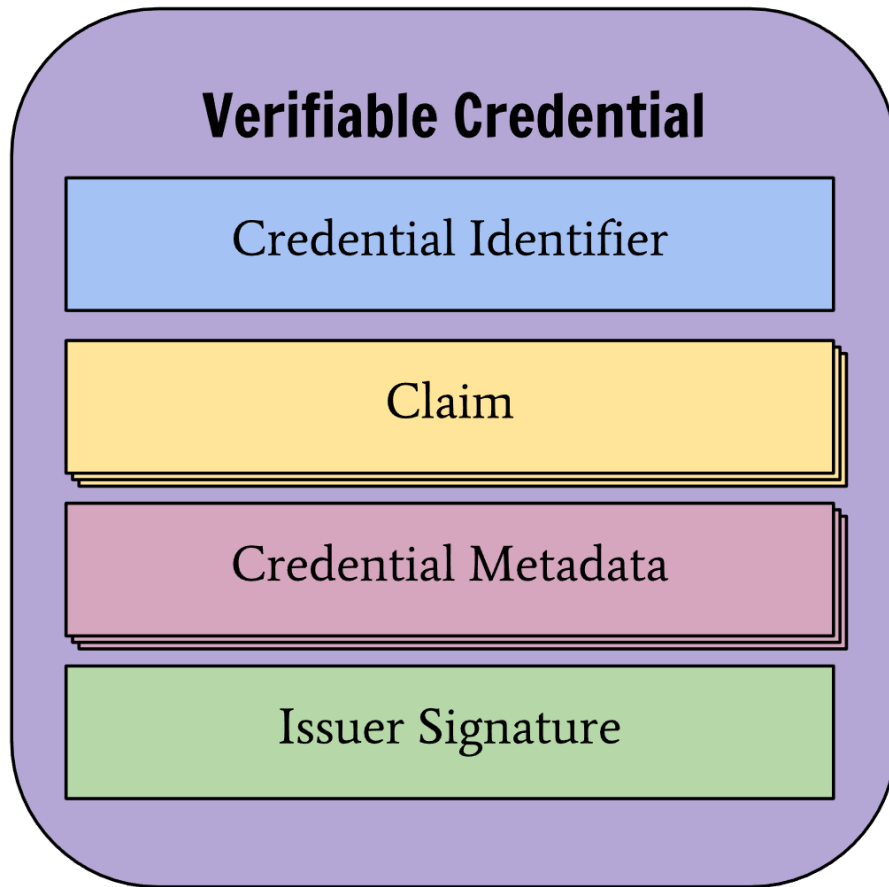 Verifiable Credential
Credential Identifier
Claim
Credential Metadata
Issuer Signature